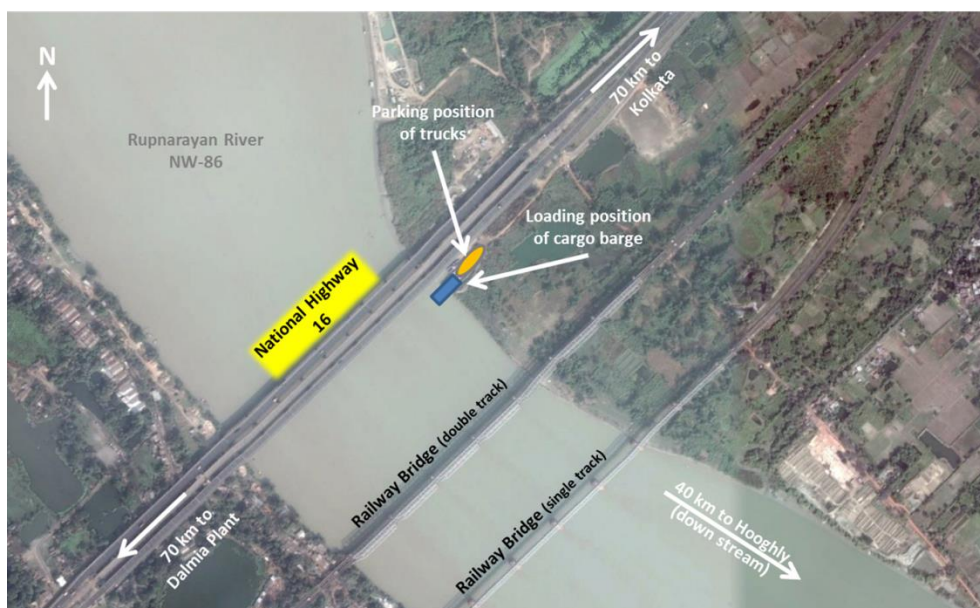 N
Rupnarayan River
NW-86
Parking position
of trucks
70 km to
Kolkata
Loading position
of cargo barge
National Highway
16
Railway Bridge (double track)
Railway Bridge (single track)
70 km to
Dalmia Plant
40 km to Hooghly
(down stream)